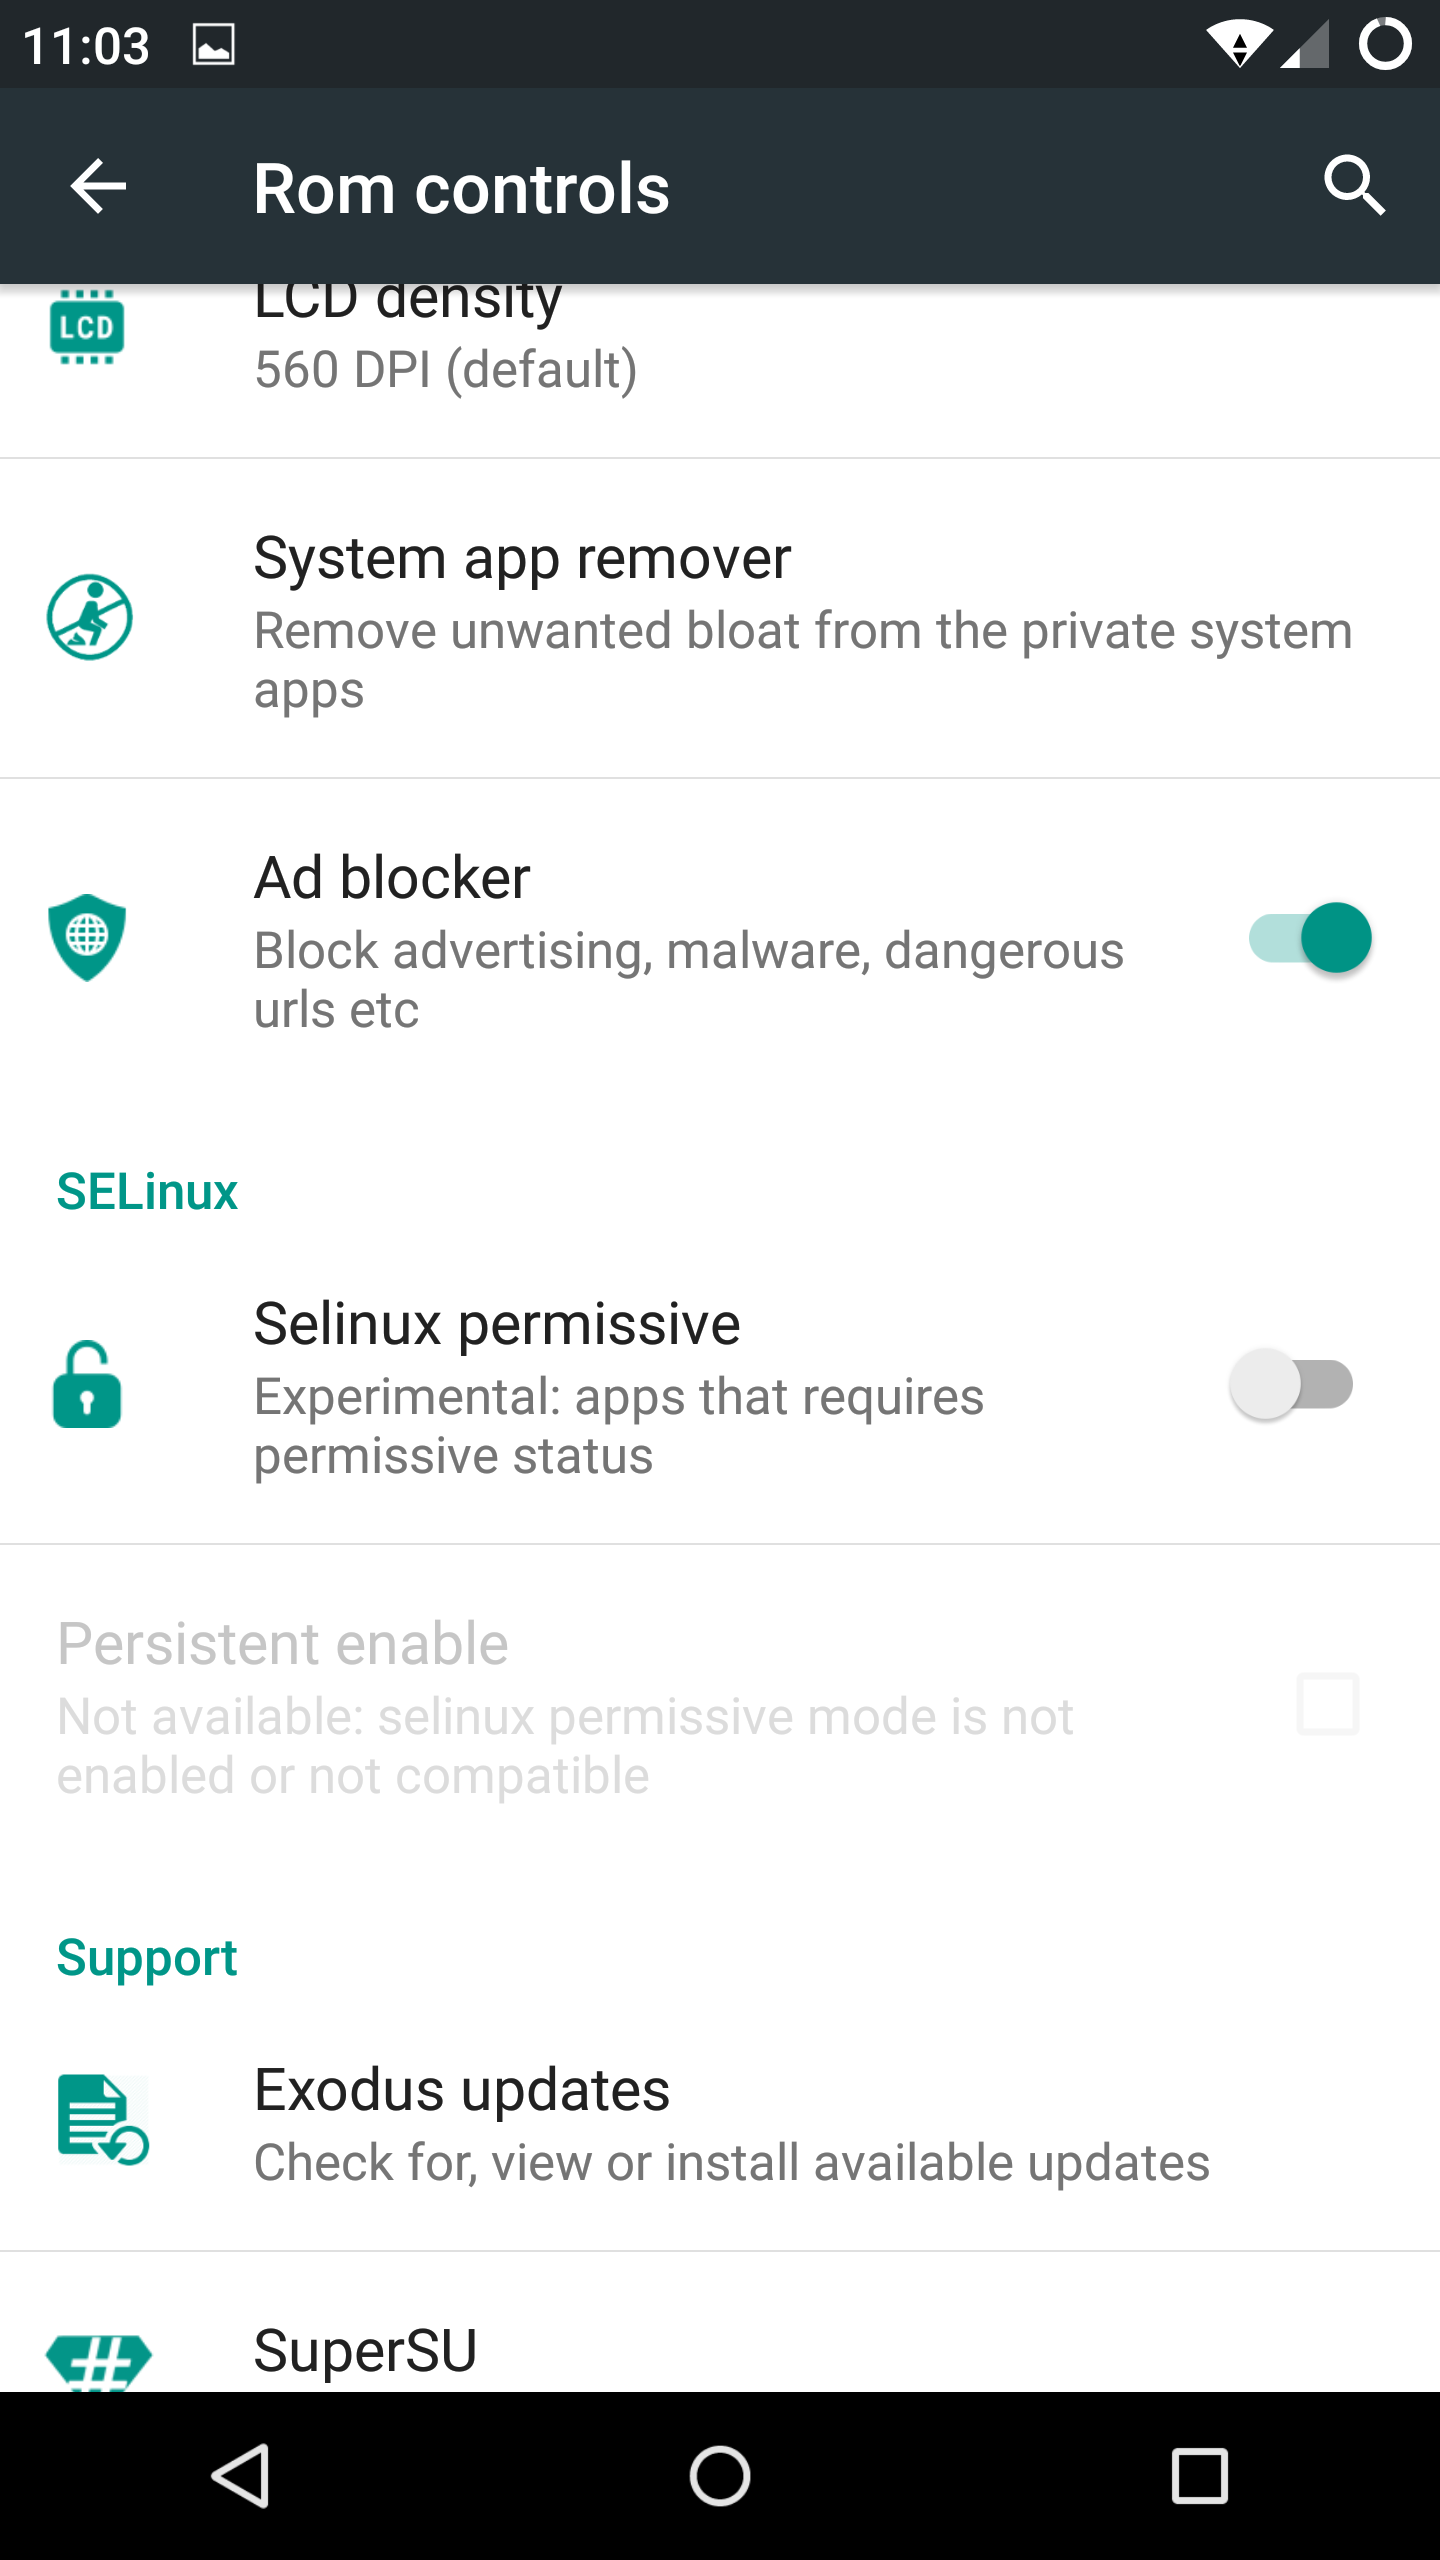 11:03
Rom controls
LCD density
LCD
560 DPI (default)
System app remover
Remove unwanted bloat from the private system
apps
Ad blocker
Block advertising, malware, dangerous
urls etc
SELinux
Selinux permissive
Experimental: apps that requires
permissive status
Persistent enable
Not available: selinux permissive mode is not
enabled or not compatible
Support
Exodus updates
Check for, view or install available updates
SuperSU
#